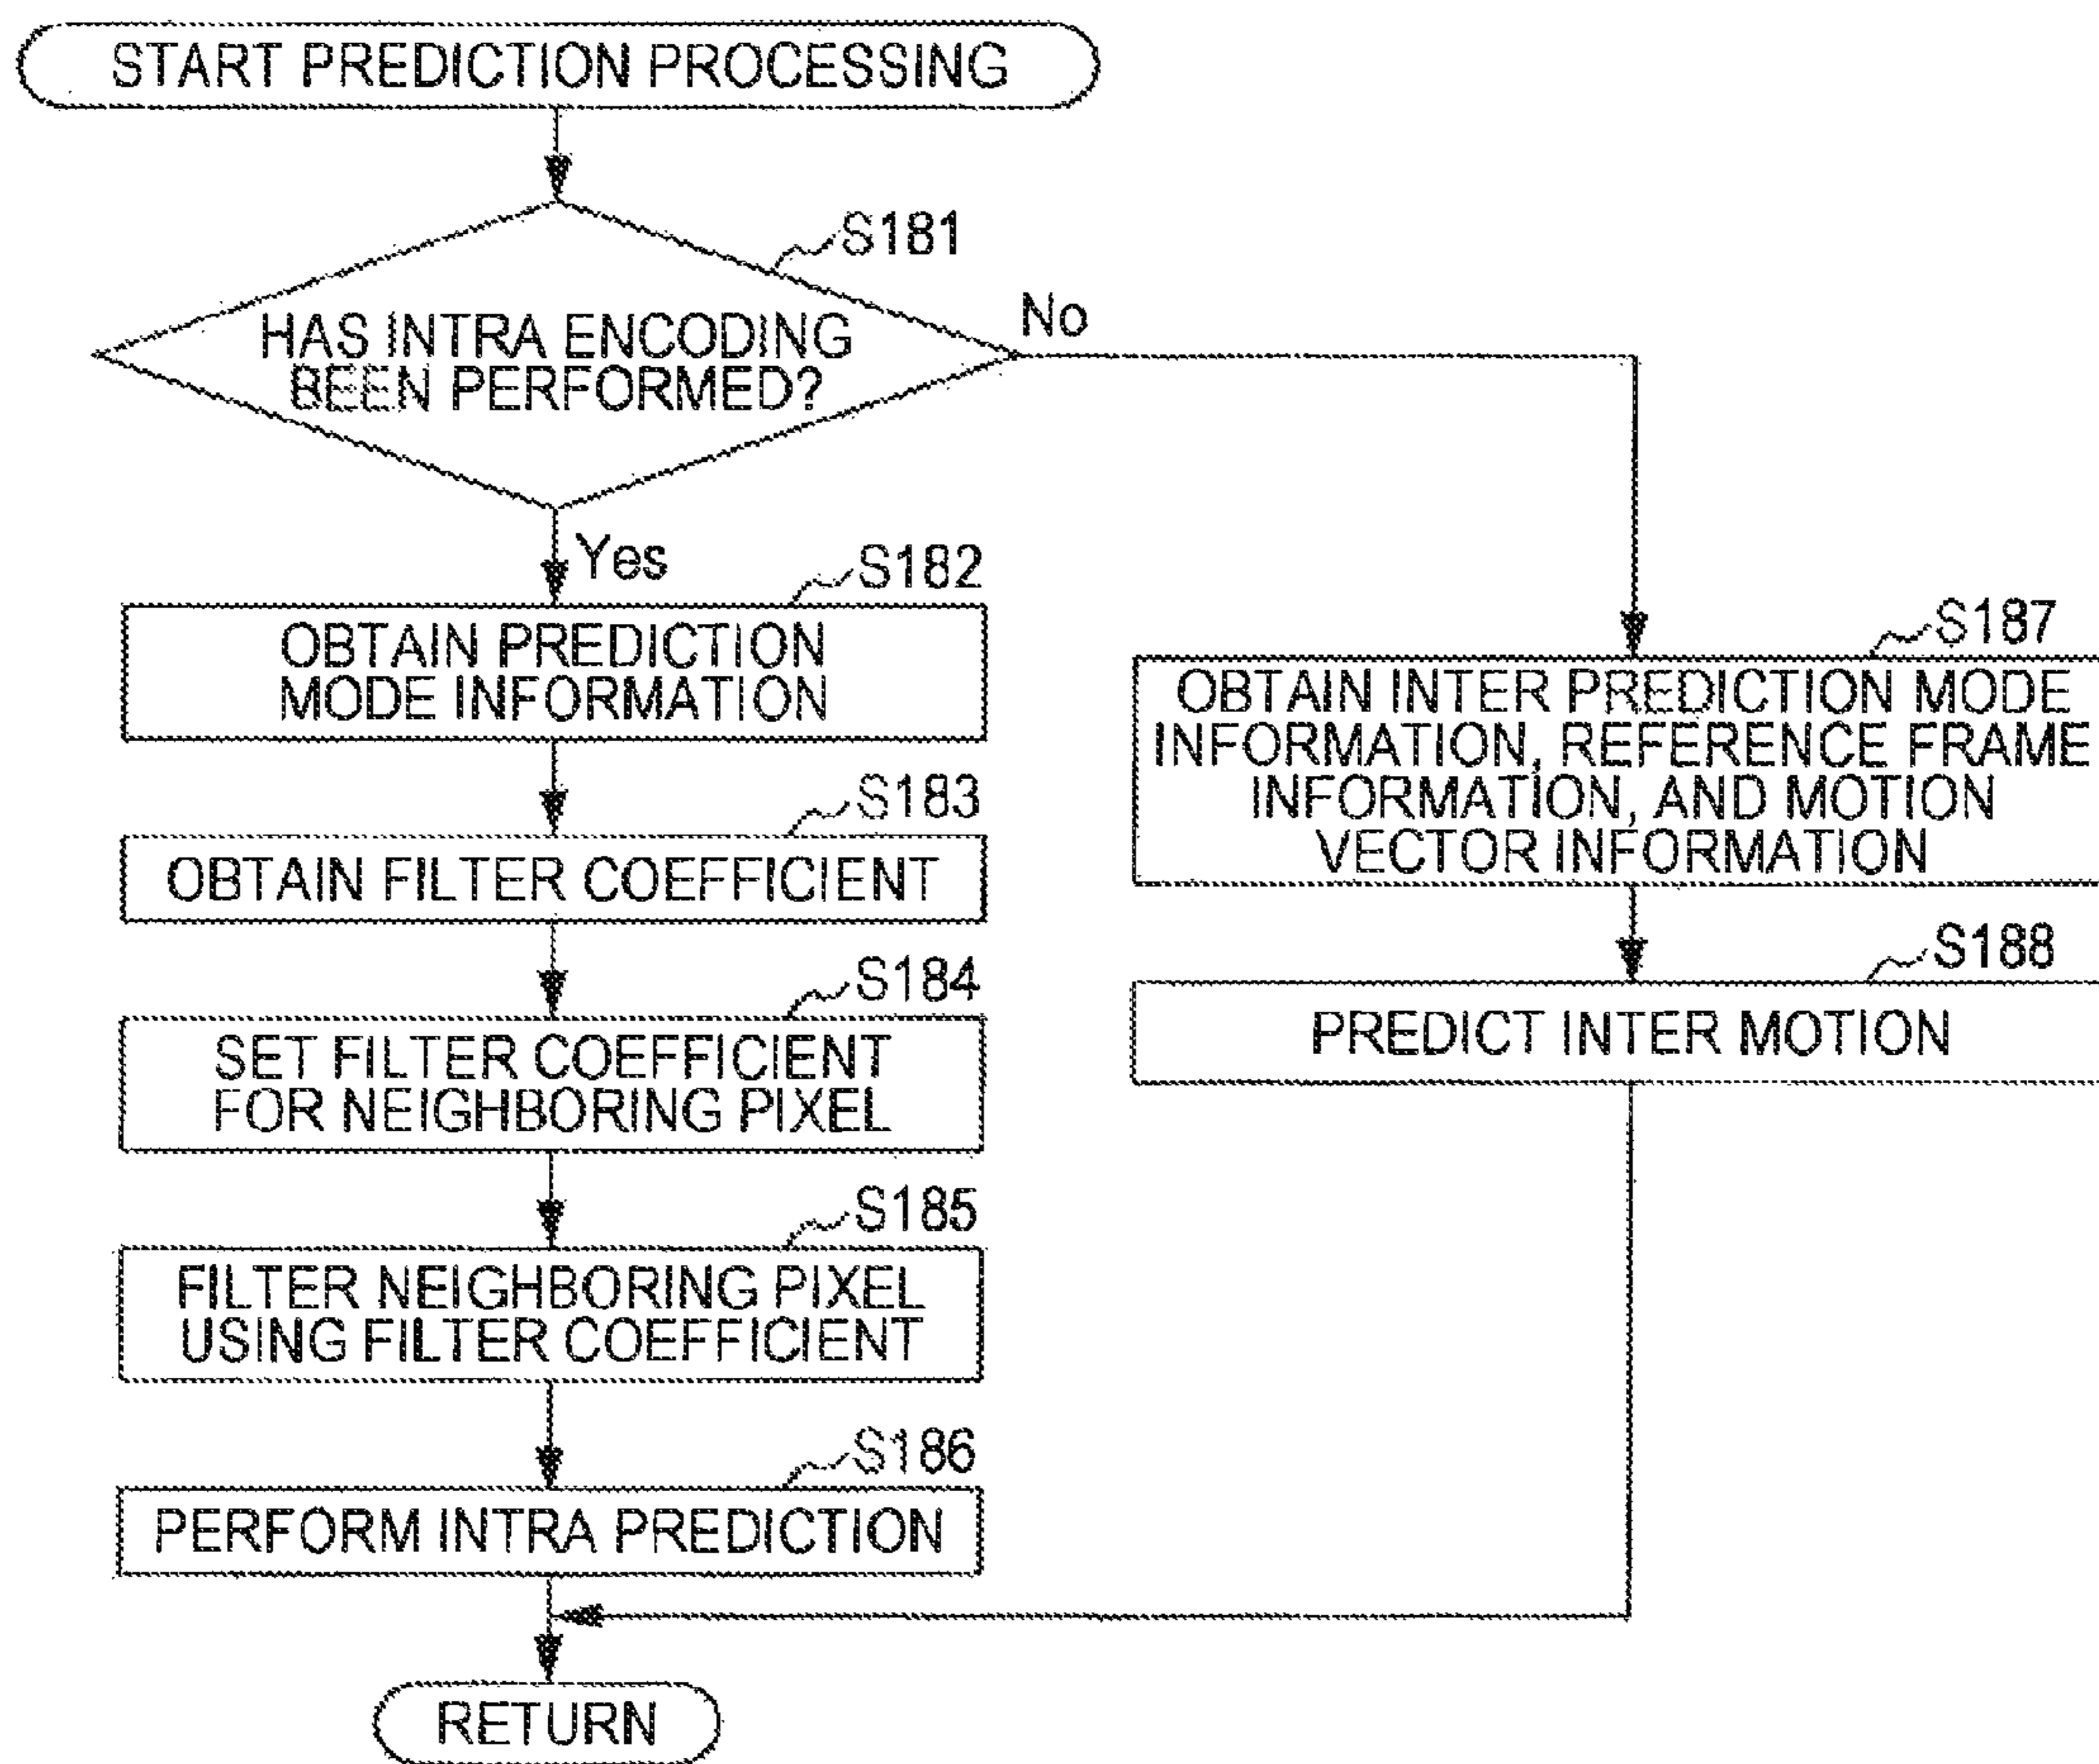 START PREDICTION PROCESSING
S181
HAS INTRA ENCODING
BEEN PERFORMED?
No
Yes
S182
OBTAIN PREDICTION
MODE INFORMATION
S183
OBTAIN FILTER COEFFICIENT
S184
SET FILTER COEFFICIENT
FOR NEIGHBORING PIXEL
S185
FILTER NEIGHBORING PIXEL
USING FILTER COEFFICIENT
S186
PERFORM INTRA PREDICTION
S187
OBTAIN INTER PREDICTION MODE
INFORMATION, REFERENCE FRAME
INFORMATION, AND MOTION
VECTOR INFORMATION
S188
PREDICT INTER MOTION
RETURN